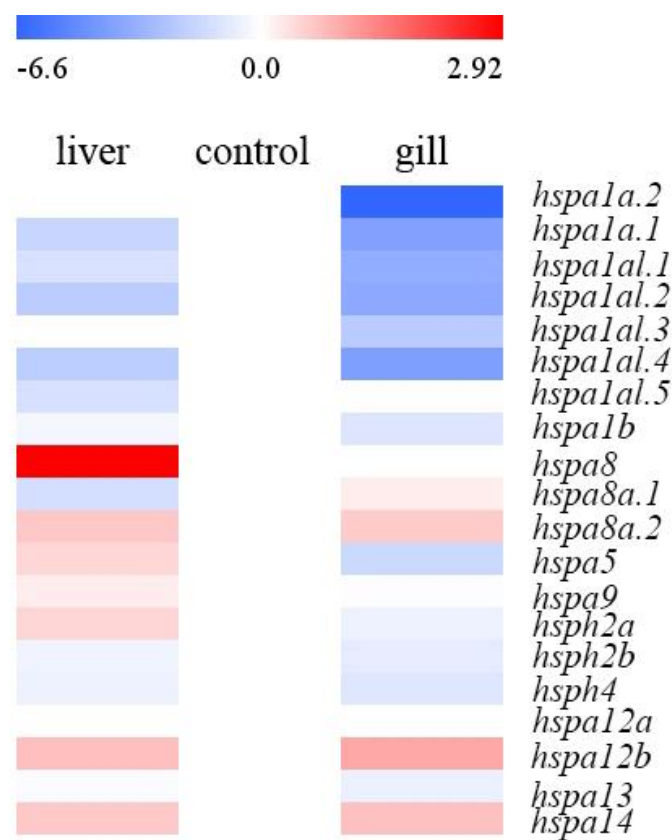 -6.6 0.0 2.92
liver control gill
hspa1a.2
hspa1a.1
hspa1al.1
hspa1al.2
hspa1al.3
hspa1al.4
hspa1al.5
hspa1b
hspa8
hspa8a.1
hspa8a.2
hspa5
hspa9
hsph2a
hsph2b
hsph4
hspa12a
hspa12b
hspa13
hspa14